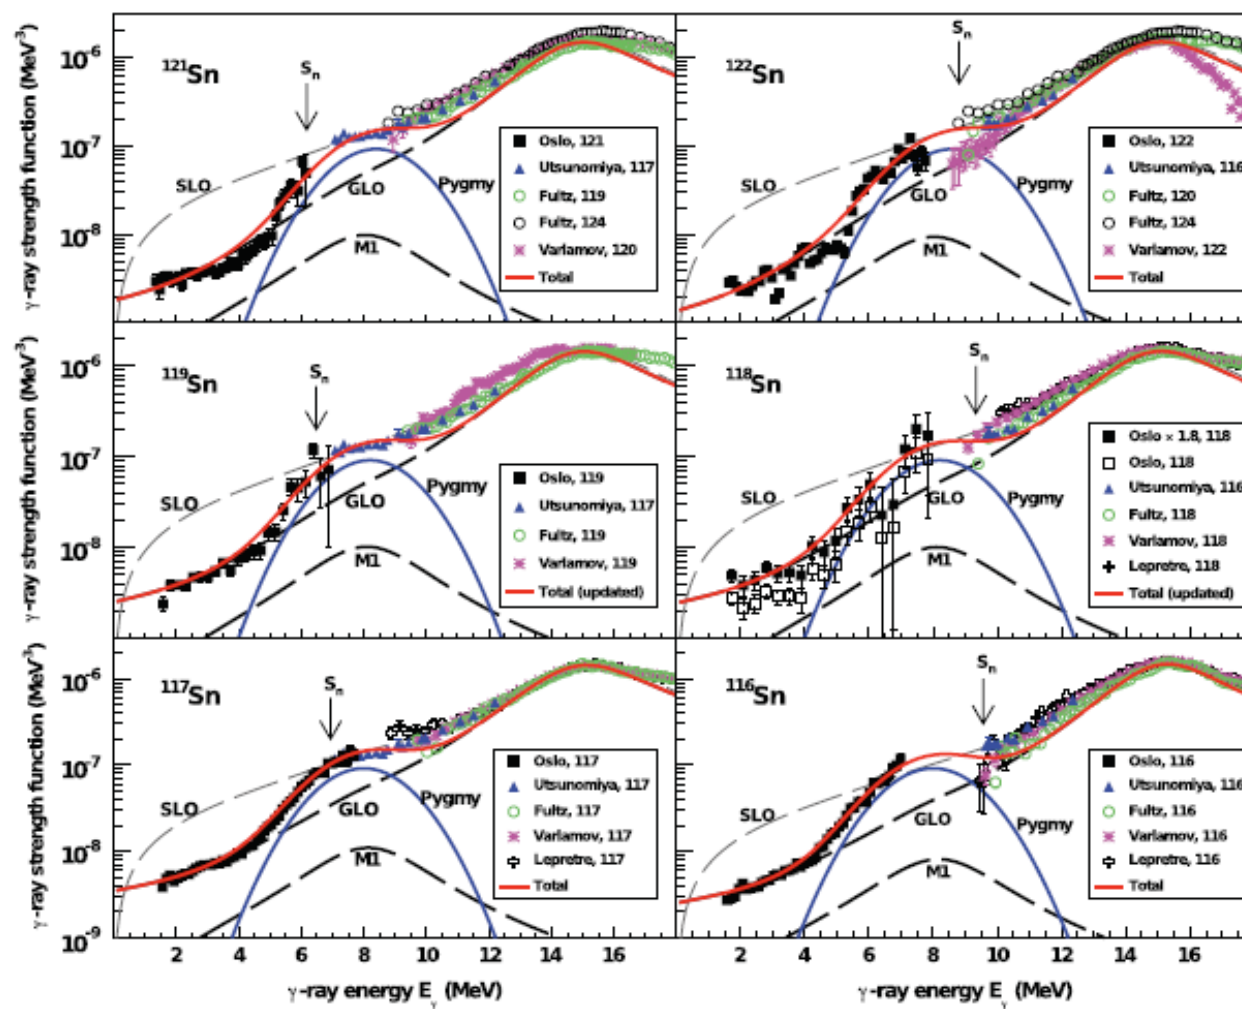 γ-ray strength function (MeV⁻³)
10⁻⁶
10⁻⁷
10⁻⁸
¹²¹Sn
Sₙ
SLO
GLO
Pygmy
M1
Oslo, 121
Utsunomiya, 117
Fultz, 119
Fultz, 124
Varlamov, 120
Total
¹²²Sn
Sₙ
SLO
GLO
Pygmy
M1
Oslo, 122
Utsunomiya, 116
Fultz, 120
Fultz, 124
Varlamov, 122
Total
γ-ray strength function (MeV⁻³)
10⁻⁶
10⁻⁷
10⁻⁸
¹¹⁹Sn
Sₙ
SLO
GLO
Pygmy
M1
Oslo, 119
Utsunomiya, 117
Fultz, 119
Varlamov, 119
Total (updated)
¹¹⁸Sn
Sₙ
SLO
GLO
Pygmy
M1
Oslo × 1.8, 118
Oslo, 118
Utsunomiya, 116
Fultz, 118
Varlamov, 118
Lepretre, 118
Total (updated)
γ-ray strength function (MeV⁻³)
10⁻⁶
10⁻⁷
10⁻⁸
10⁻⁹
¹¹⁷Sn
Sₙ
SLO
GLO
Pygmy
M1
Oslo, 117
Utsunomiya, 117
Fultz, 117
Varlamov, 117
Lepretre, 117
Total
¹¹⁶Sn
Sₙ
SLO
GLO
Pygmy
M1
Oslo, 116
Utsunomiya, 116
Fultz, 116
Varlamov, 116
Lepretre, 116
Total
2 4 6 8 10 12 14 16
2 4 6 8 10 12 14 16
γ-ray energy Eᵧ (MeV)
γ-ray energy Eᵧ (MeV)